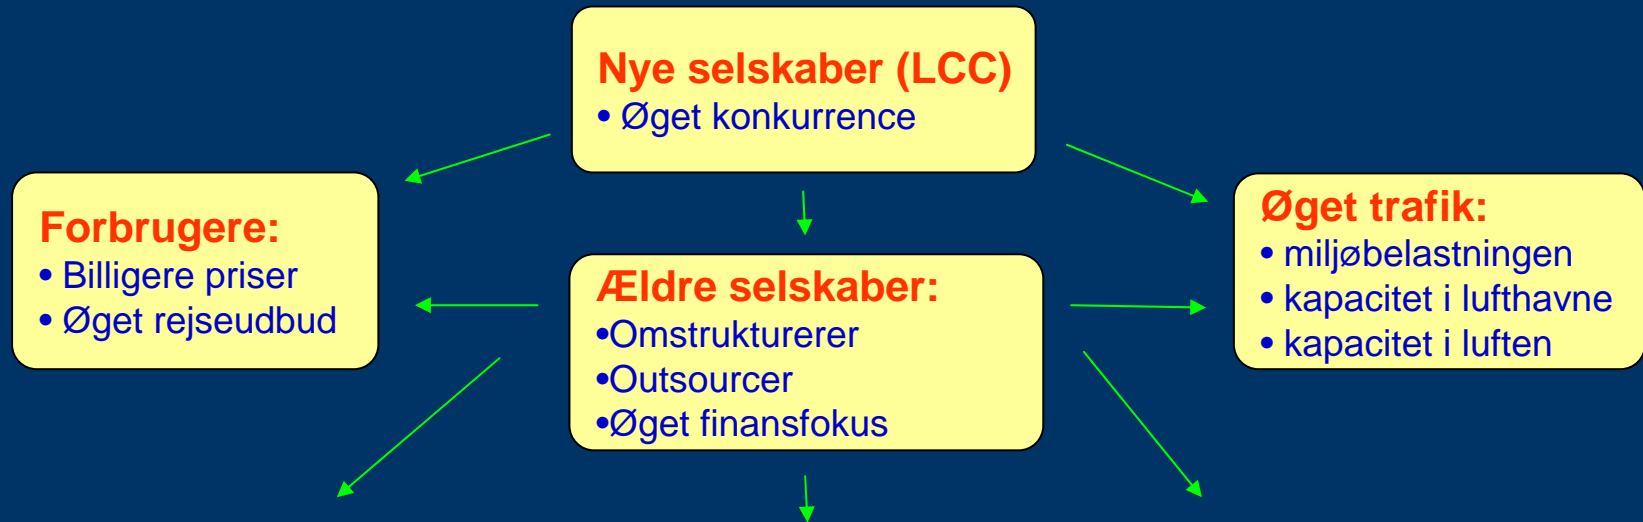 Nye selskaber (LCC)
• Øget konkurrence
Forbrugere:
• Billigere priser
• Øget rejseudbud
Ældre selskaber:
•Omstrukturerer
•Outsourcer
•Øget finansfokus
Øget trafik:
• miljøbelastningen
• kapacitet i lufthavne
• kapacitet i luften